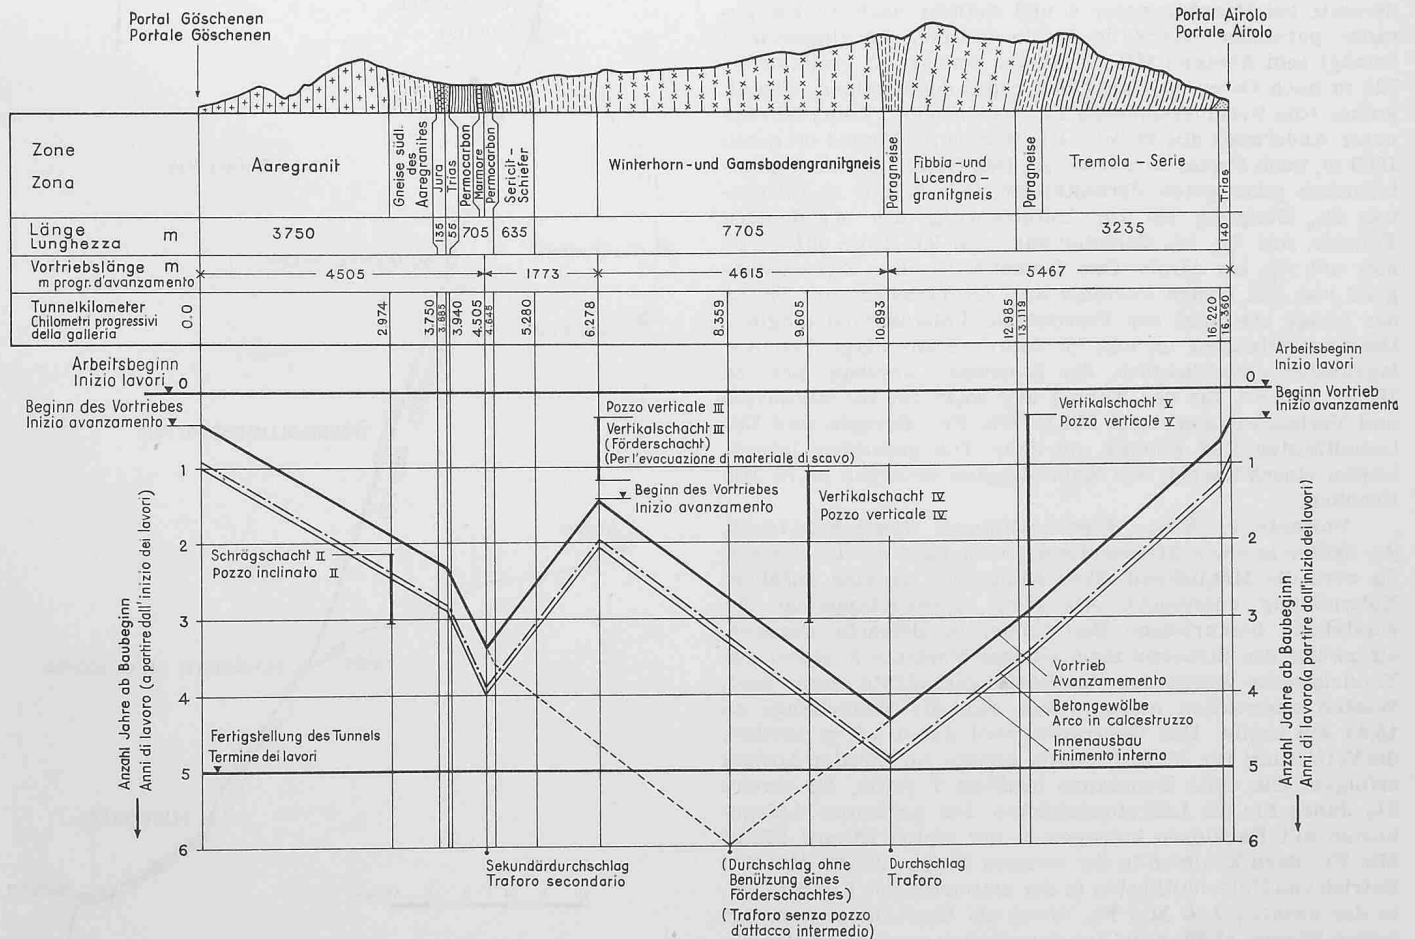 Portal Göschenen
Portale Göschenen
Portal Airolo
Portale Airolo
Zone
Zona
Aaregranit
Gneise südl.
des
Aaregranites
Jura
Trias
Permocarbon
Marmore
Permocarbon
Sericit-
Schiefer
Winterhorn-und Gamsbodengranitgneis
Paragneise
Fibbia-und
Lucendro-
granitgneis
Paragneise
Tremola-Serie
Trias
Länge
Lunghezza m
3750
135
55
705
635
7705
3235
140
Vortriebslänge m
m progr.d'avanzamento
4505
1773
4615
5467
Tunnelkilometer
Chilometri progressivi
della galleria
0.0
2.974
3.750
3.885
3.940
4.505
4.645
5.280
6.278
8.359
9.605
10.893
12.985
13.119
16.220
16.360
Arbeitsbeginn
Inizio lavori
0
Beginn des Vortriebes
Inizio avanzamento
Arbeitsbeginn
Inizio lavori
0
Beginn Vortrieb
Inizio avanzamento
Pozzo verticale III
Vertikalschacht III
(Förderschacht)
(Per l'evacuazione di materiale di scavo)
Beginn des Vortriebes
Inizio avanzamento
Vertikalschacht IV
Pozzo verticale IV
Vertikalschacht V
Pozzo verticale V
Schrägschacht II
Pozzo inclinato II
Vortrieb
Avanzamemento
Betongewölbe
Arco in calcestruzzo
Innenausbau
Finimento interno
Fertigstellung des Tunnels
Termine dei lavori
1
2
3
4
5
6
1
2
3
4
5
6
Anzahl Jahre ab Baubeginn
Anni di lavoro (a partire dall'inizio dei lavori)
Anzahl Jahre ab Baubeginn
Anni di lavoro (a partire dall'inizio dei lavori)
Sekundärdurchschlag
Traforo secondario
(Durchschlag ohne
Benützung eines
Förderschachtes)
(Traforo senza pozzo
d'attacco intermedio)
Durchschlag
Traforo